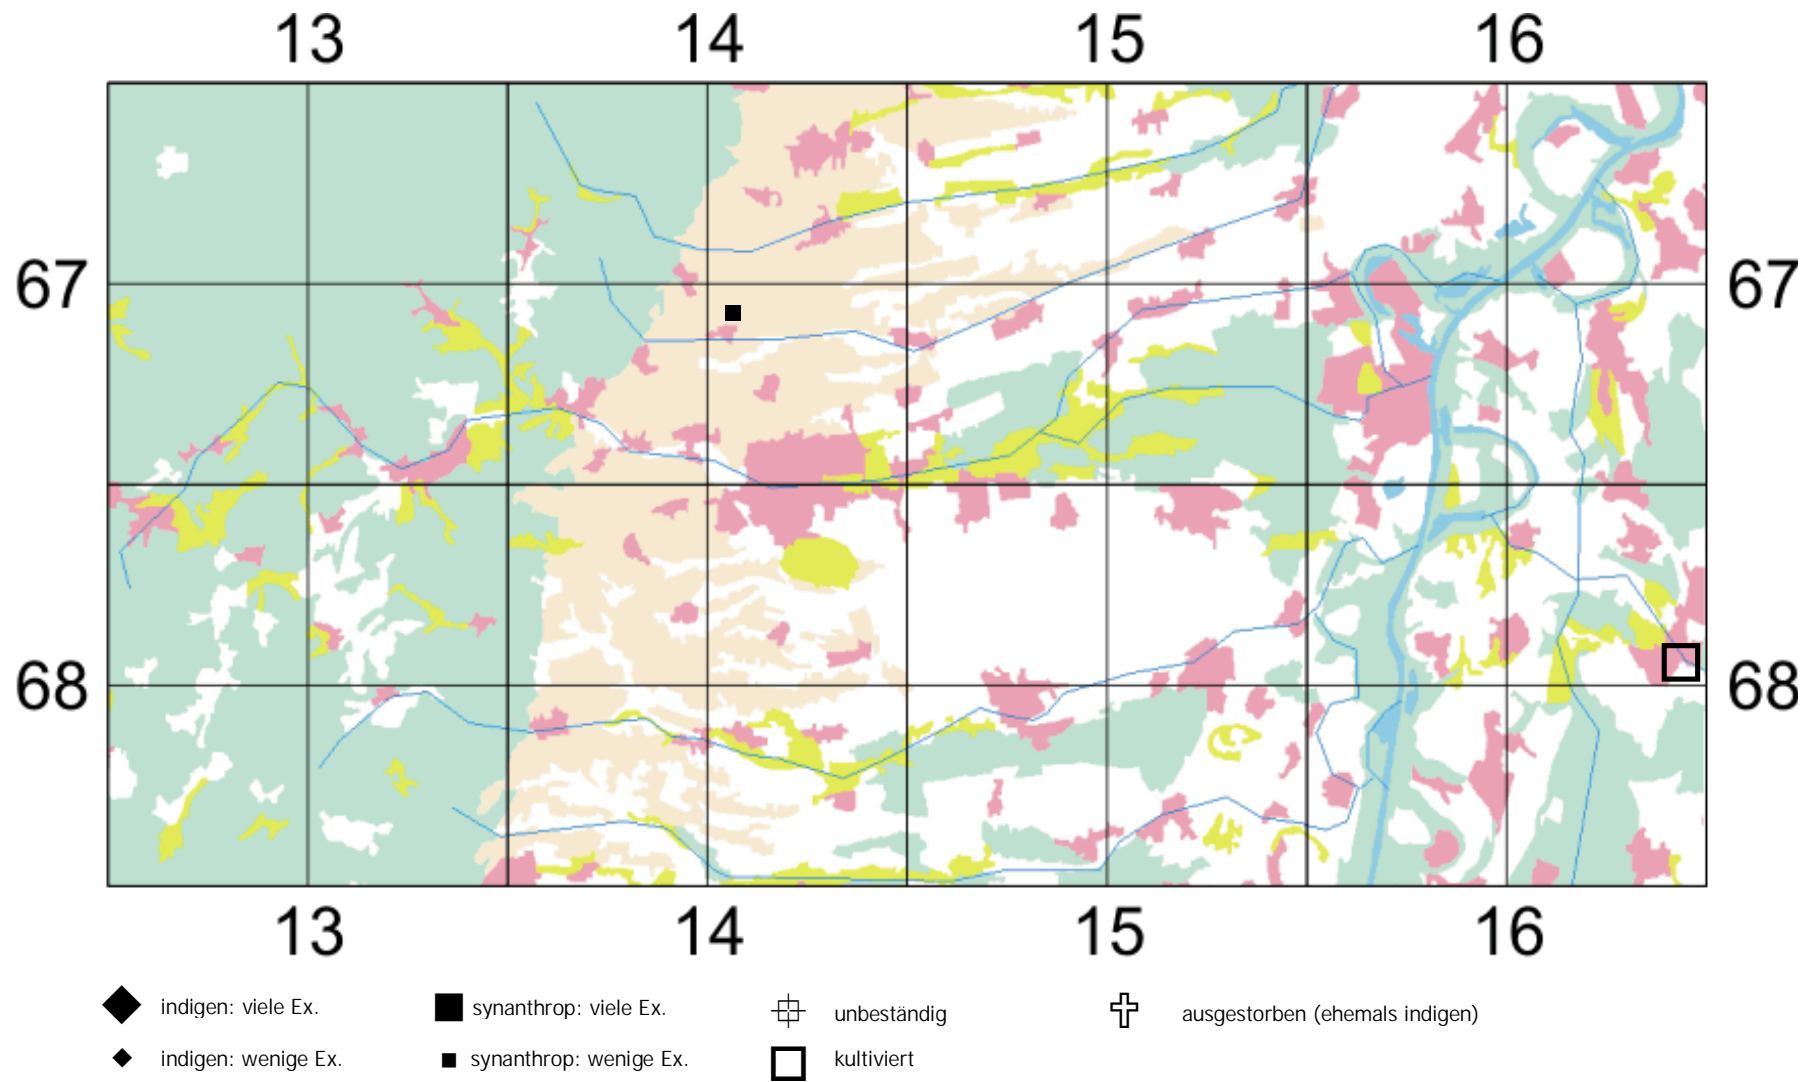 13 14 15 16
67 67
68 68
13 14 15 16
indigen: viele Ex. synanthrop: viele Ex. unbeständig ausgestorben (ehemals indigen)
indigen: wenige Ex. synanthrop: wenige Ex. kultiviert